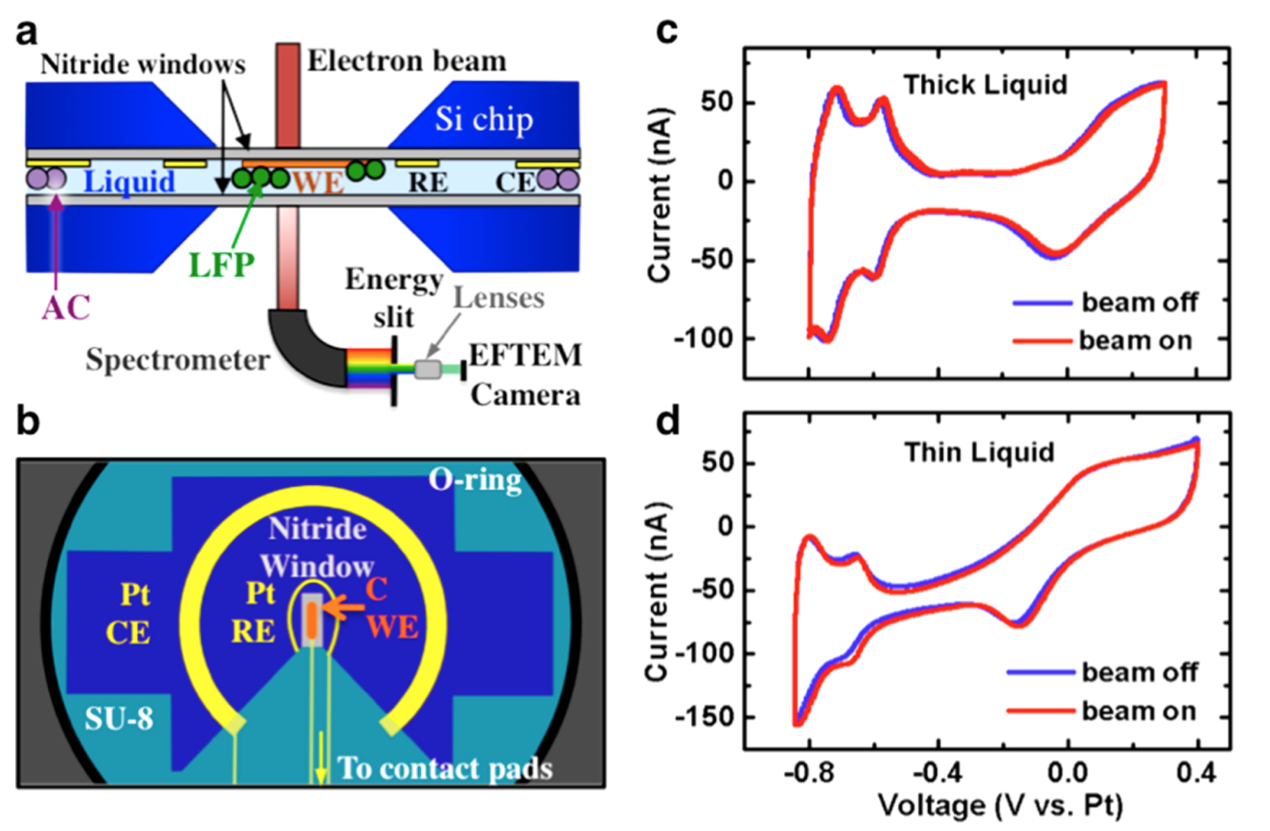 a
Nitride windows
Electron beam
Si chip
Liquid
WE
RE
CE
LFP
AC
Energy
slit
Lenses
Spectrometer
EFTEM
Camera
b
O-ring
Nitride
Window
Pt
CE
Pt
RE
C
WE
SU-8
To contact pads
c
Thick Liquid
Current (nA)
50
0
-50
-100
beam off
beam on
d
Thin Liquid
Current (nA)
50
0
-50
-100
-150
beam off
beam on
-0.8
-0.4
0.0
0.4
Voltage (V vs. Pt)